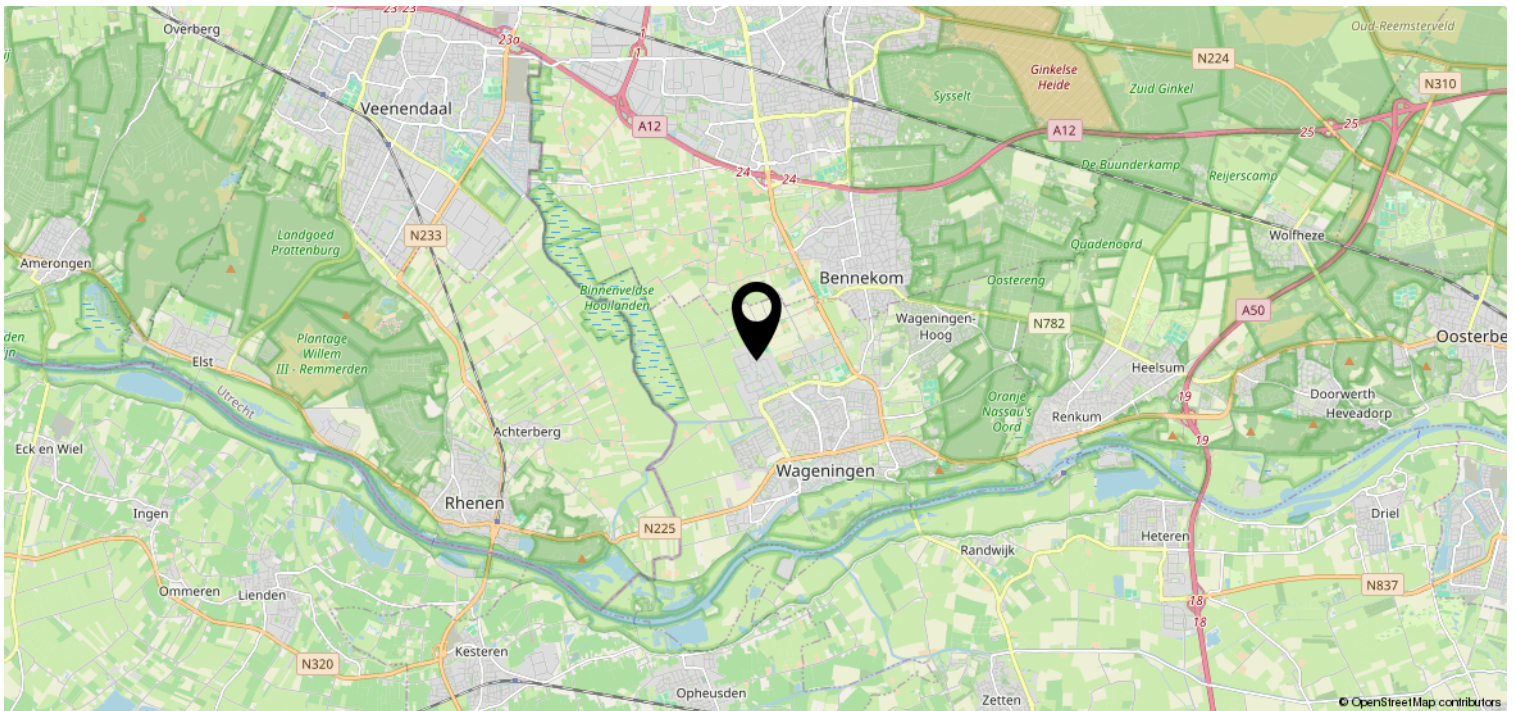 23 23
Overberg
23a
1
1
Oud-Reemsterveld
N224
Ginkelse
Heide
N310
Sysselt
Zuid Ginkel
Veenendaal
A12
A12
25
25
De Buunderkamp
24
24
Reijerscamp
N233
Landgoed
Prattenburg
Wolfheze
Quadenoord
Amerongen
Bennekom
Oostereng
Binnenveldse
Hooilanden
A50
Wageningen-
Hoog
N782
Oosterbe
Plantage
Willem
III - Remmerden
Elst
Heelsum
Utrecht
Oranje
Nassau's
Oord
19
Doorwerth
Heveadorp
Renkum
Achterberg
19
Eck en Wiel
Wageningen
Rhenen
Ingen
N225
Driel
Heteren
Randwijk
Ommeren
Lienden
N837
18
18
Kesteren
N320
Opheusden
Zetten
© OpenStreetMap contributors